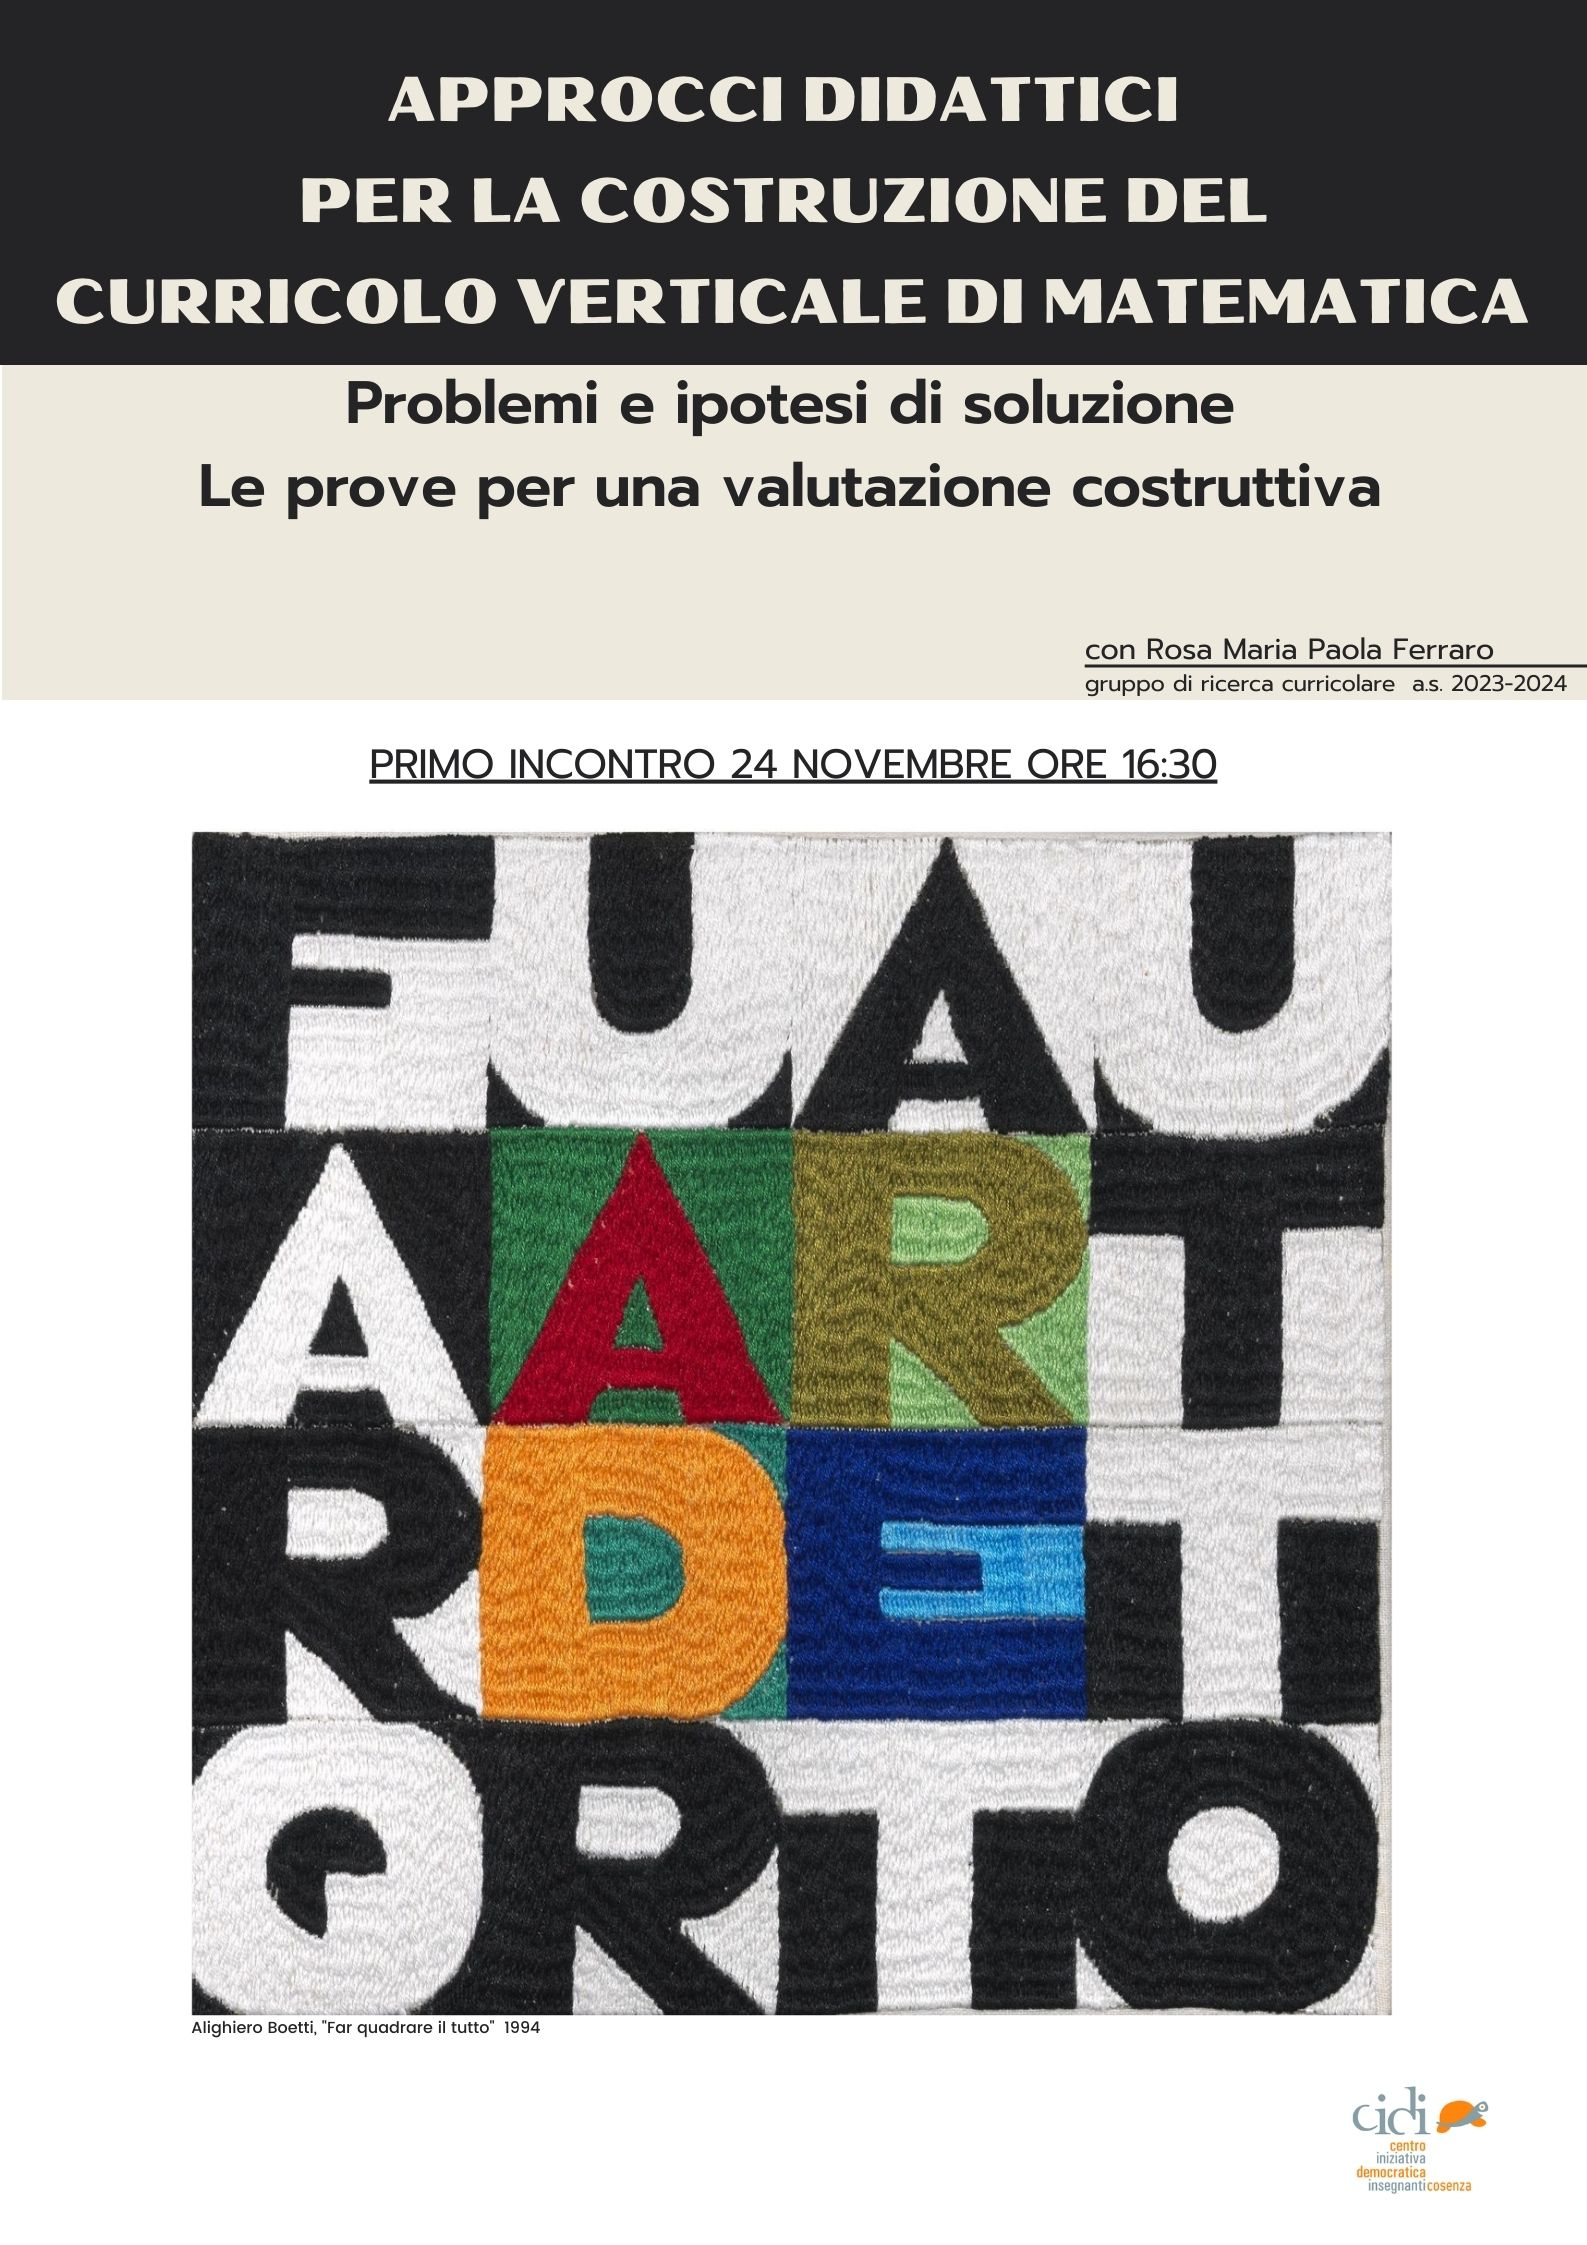 APPROCCI DIDATTICI
PER LA COSTRUZIONE DEL
CURRICOLO VERTICALE DI MATEMATICA
Problemi e ipotesi di soluzione
Le prove per una valutazione costruttiva
con Rosa Maria Paola Ferraro
gruppo di ricerca curricolare a.s. 2023-2024
PRIMO INCONTRO 24 NOVEMBRE ORE 16:30
FUAU
AART
RDET
QRTO
Alighiero Boetti, "Far quadrare il tutto" 1994
cidi
centro
iniziativa
democratica
insegnanti cosenza